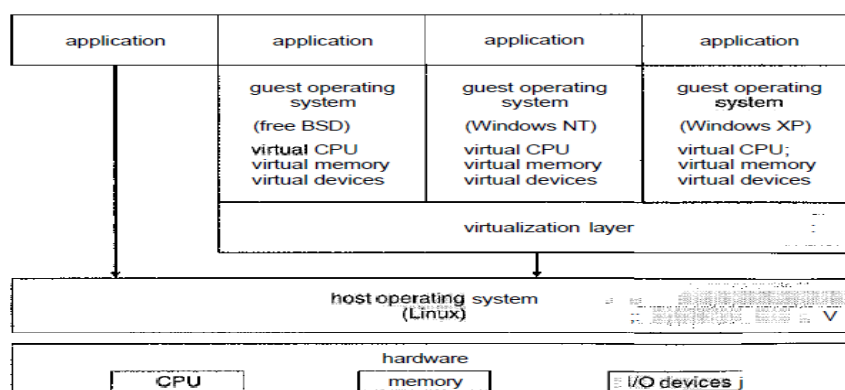 application
application
application
application
guest operating
system
(free BSD)
virtual CPU
virtual memory
virtual devices
guest operating
system
(Windows NT)
virtual CPU
virtual memory
virtual devices
guest operating
system
(Windows XP)
virtual CPU;
virtual memory
virtual devices
virtualization layer
host operating system
(Linux)
V
hardware
CPU
memory
I/O devices